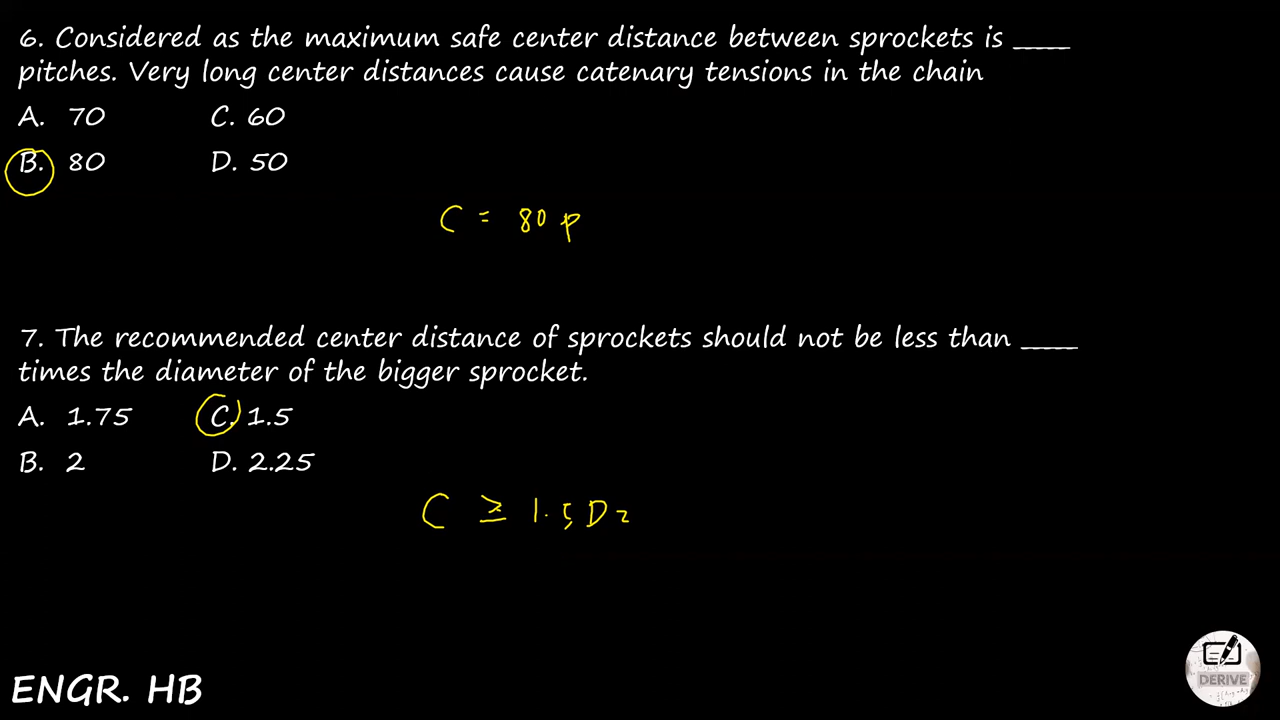 6. Considered as the maximum safe center distance between sprockets is _____
pitches. Very long center distances cause catenary tensions in the chain
A. 70 C. 60
B. 80 D. 50
C = 80 p
7. The recommended center distance of sprockets should not be less than _____
times the diameter of the bigger sprocket.
A. 1.75 C. 1.5
B. 2 D. 2.25
C ≥ 1.5 D2
ENGR. HB
DERIVE